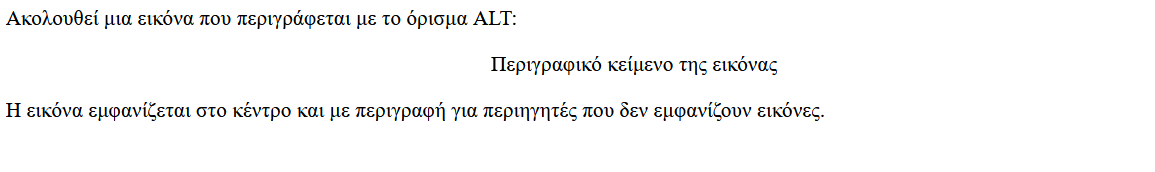 Ακολουθεί μια εικόνα που περιγράφεται με το όρισμα ALT:
Περιγραφικό κείμενο της εικόνας
Η εικόνα εμφανίζεται στο κέντρο και με περιγραφή για περιηγητές που δεν εμφανίζουν εικόνες.